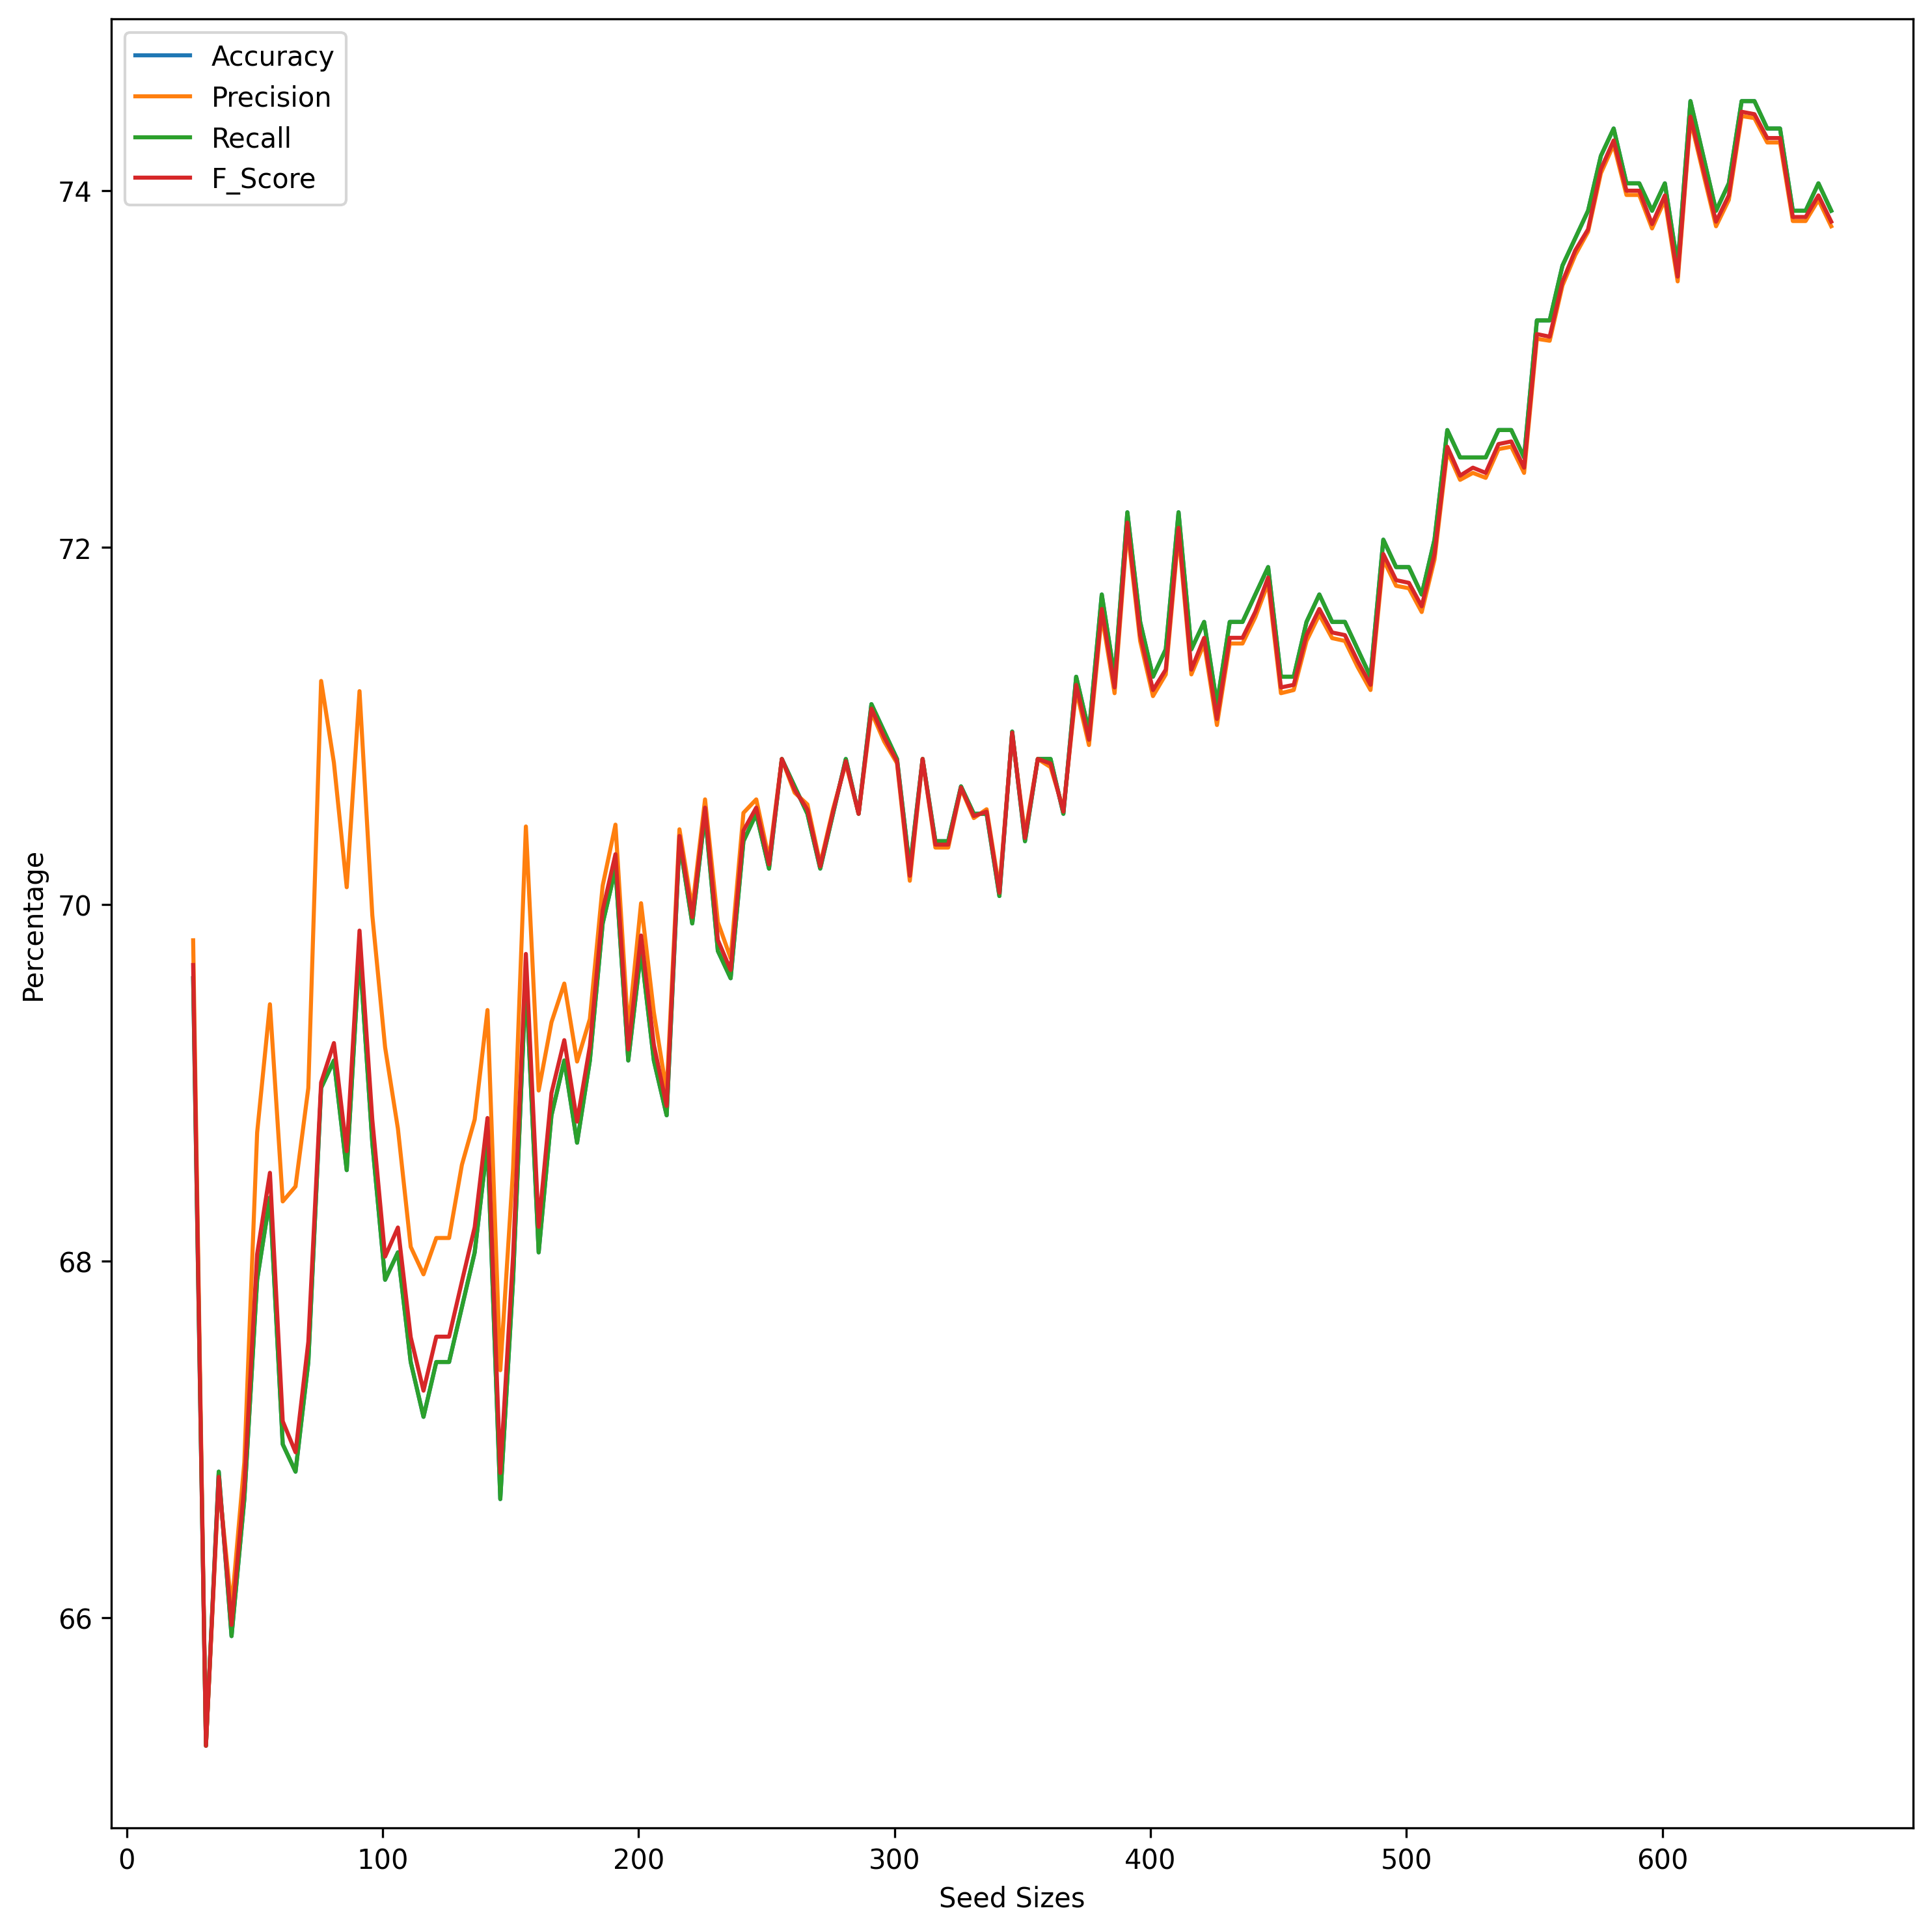 Accuracy
Precision
Recall
F_Score
74
72
70
68
66
Percentage
0 100 200 300 400 500 600
Seed Sizes